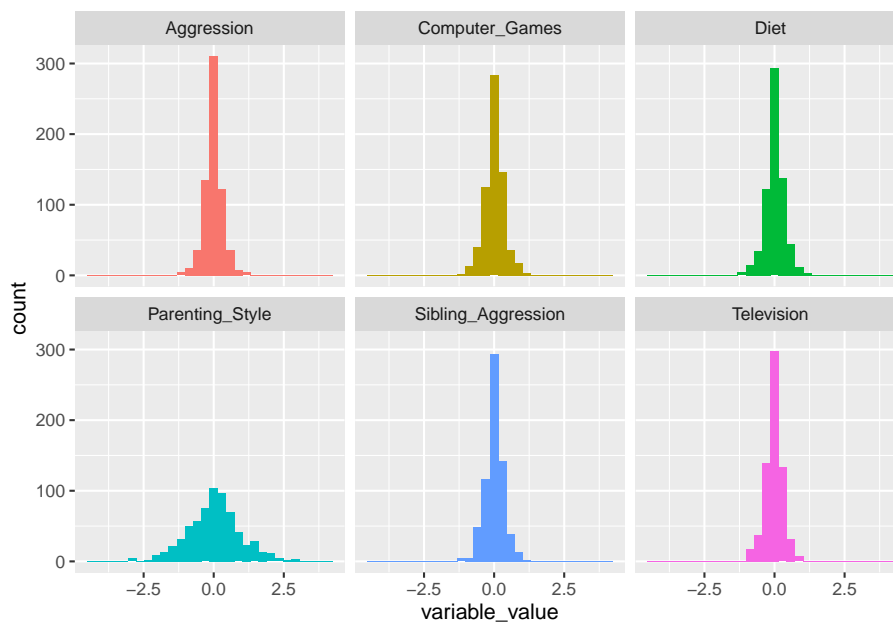 Aggression
Computer_Games
Diet
300
200
100
0
Parenting_Style
Sibling_Aggression
Television
300
200
100
0
−2.5
0.0
2.5
−2.5
0.0
2.5
−2.5
0.0
2.5
variable_value
count